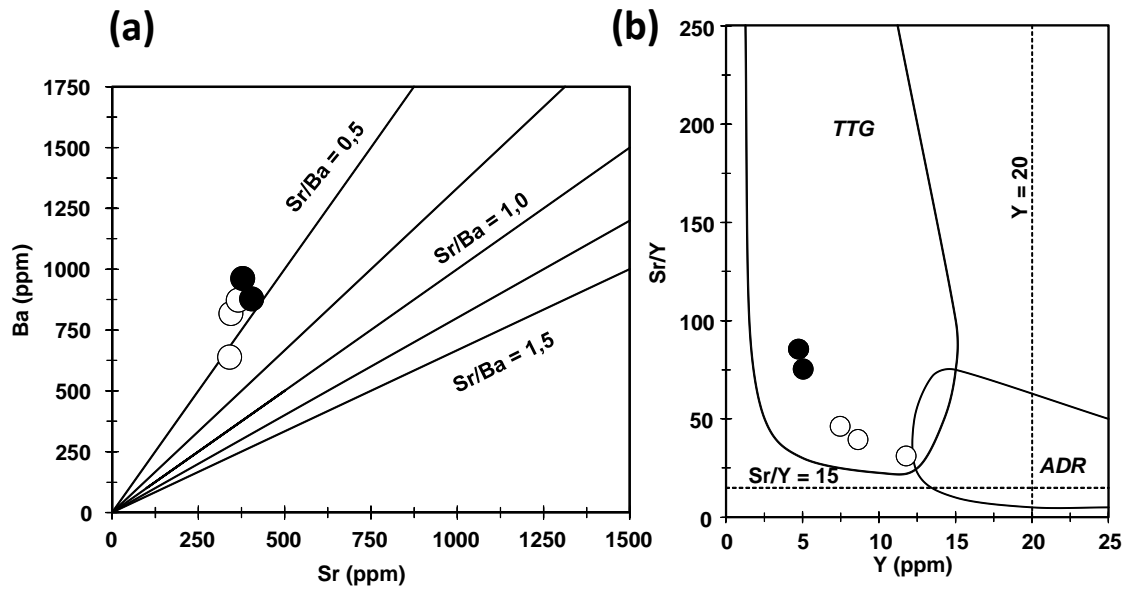 (a)
1750
1500
1250
1000
750
500
250
0
Ba (ppm)
Sr/Ba = 0,5
Sr/Ba = 1,0
Sr/Ba = 1,5
0 250 500 750 1000 1250 1500
Sr (ppm)
(b)
250
200
150
100
50
0
Sr/Y
TTG
Y = 20
ADR
Sr/Y = 15
0 5 10 15 20 25
Y (ppm)